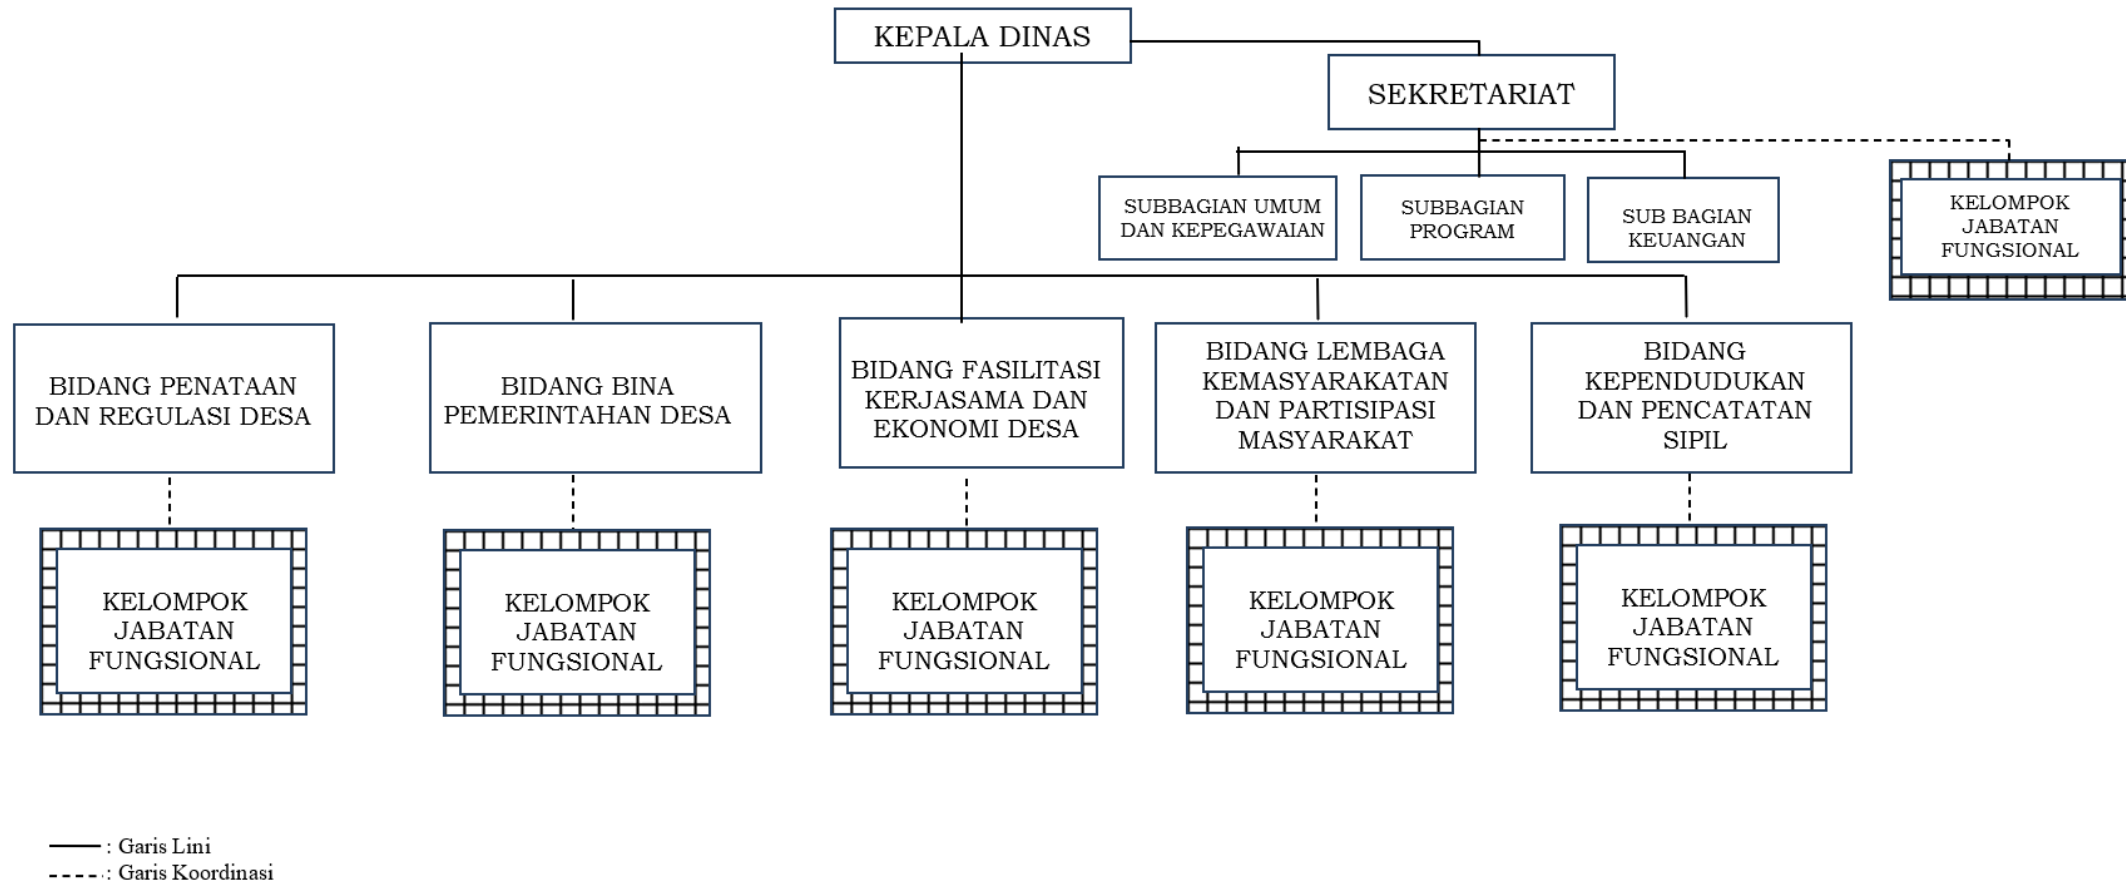 KEPALA DINAS
SEKRETARIAT
SUBBAGIAN UMUM
DAN KEPEGAWAIAN
SUBBAGIAN
PROGRAM
SUB BAGIAN
KEUANGAN
KELOMPOK
JABATAN
FUNGSIONAL
BIDANG PENATAAN
DAN REGULASI DESA
BIDANG BINA
PEMERINTAHAN DESA
BIDANG FASILITASI
KERJASAMA DAN
EKONOMI DESA
BIDANG LEMBAGA
KEMASYARAKATAN
DAN PARTISIPASI
MASYARAKAT
BIDANG
KEPENDUDUKAN
DAN PENCATATAN
SIPIL
KELOMPOK
JABATAN
FUNGSIONAL
KELOMPOK
JABATAN
FUNGSIONAL
KELOMPOK
JABATAN
FUNGSIONAL
KELOMPOK
JABATAN
FUNGSIONAL
KELOMPOK
JABATAN
FUNGSIONAL
: Garis Lini
: Garis Koordinasi